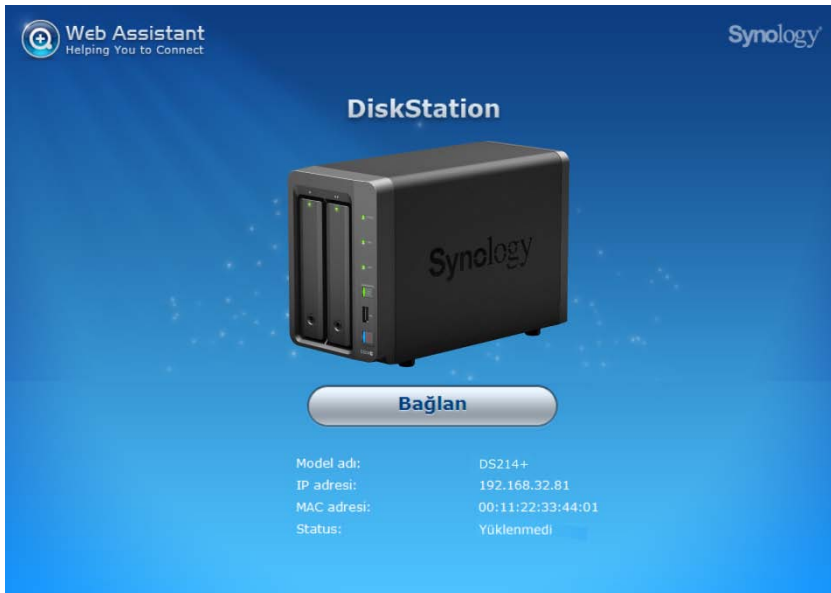 Web Assistant
Helping You to Connect
Synology
DiskStation
Synology
Bağlan
Model adı: DS214+
IP adresi: 192.168.32.81
MAC adresi: 00:11:22:33:44:01
Status: Yüklenmedi